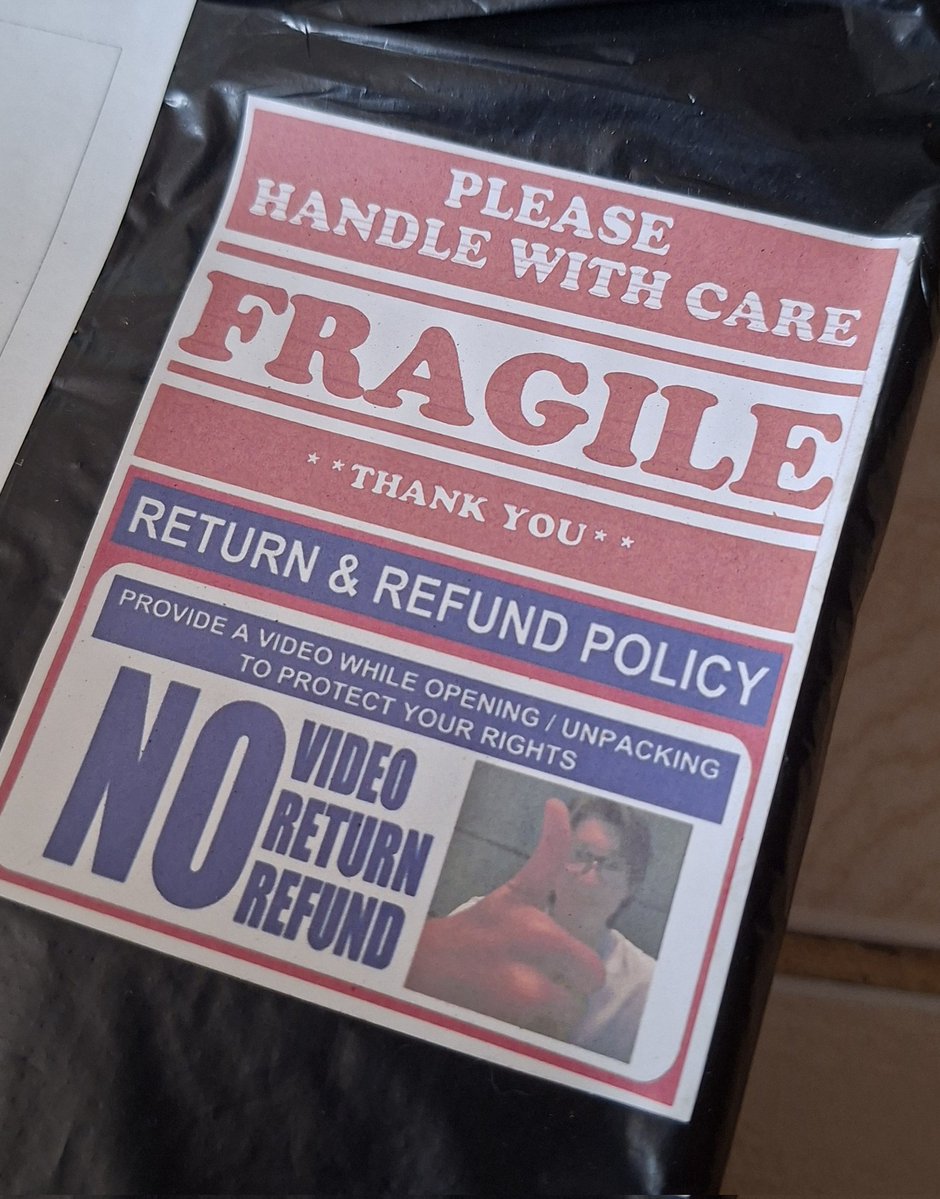 PLEASE
HANDLE WITH CARE
FRAGILE
**THANK YOU**
RETURN & REFUND POLICY
PROVIDE A VIDEO WHILE OPENING / UNPACKING
TO PROTECT YOUR RIGHTS
NO
VIDEO
RETURN
REFUND